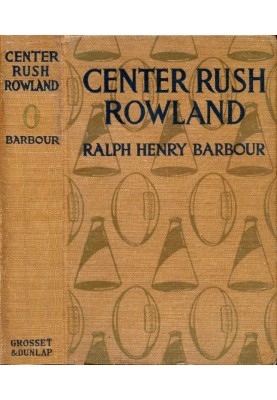 CENTER
RUSH
ROWLAND
BARBOUR
GROSSET
& DUNLAP
CENTER RUSH
ROWLAND
RALPH HENRY BARBOUR